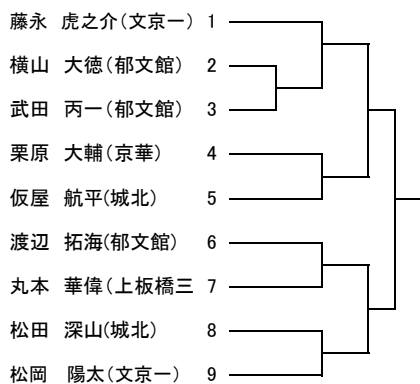 藤永 虎之介(文京一) 1
横山 大徳(郁文館) 2
武田 丙一(郁文館) 3
栗原 大輔(京華) 4
仮屋 航平(城北) 5
渡辺 拓海(郁文館) 6
丸本 華偉(上板橋三 7
松田 深山(城北) 8
松岡 陽太(文京一) 9